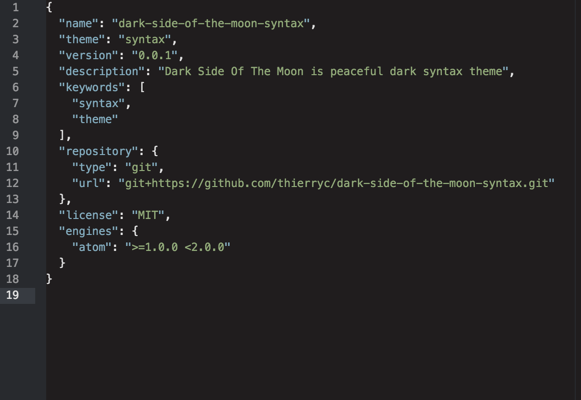 1 {
2   "name": "dark-side-of-the-moon-syntax",
3   "theme": "syntax",
4   "version": "0.0.1",
5   "description": "Dark Side Of The Moon is peaceful dark syntax theme",
6   "keywords": [
7     "syntax",
8     "theme"
9   ],
10   "repository": {
11     "type": "git",
12     "url": "git+https://github.com/thierryc/dark-side-of-the-moon-syntax.git"
13   },
14   "license": "MIT",
15   "engines": {
16     "atom": ">=1.0.0 <2.0.0"
17   }
18 }
19